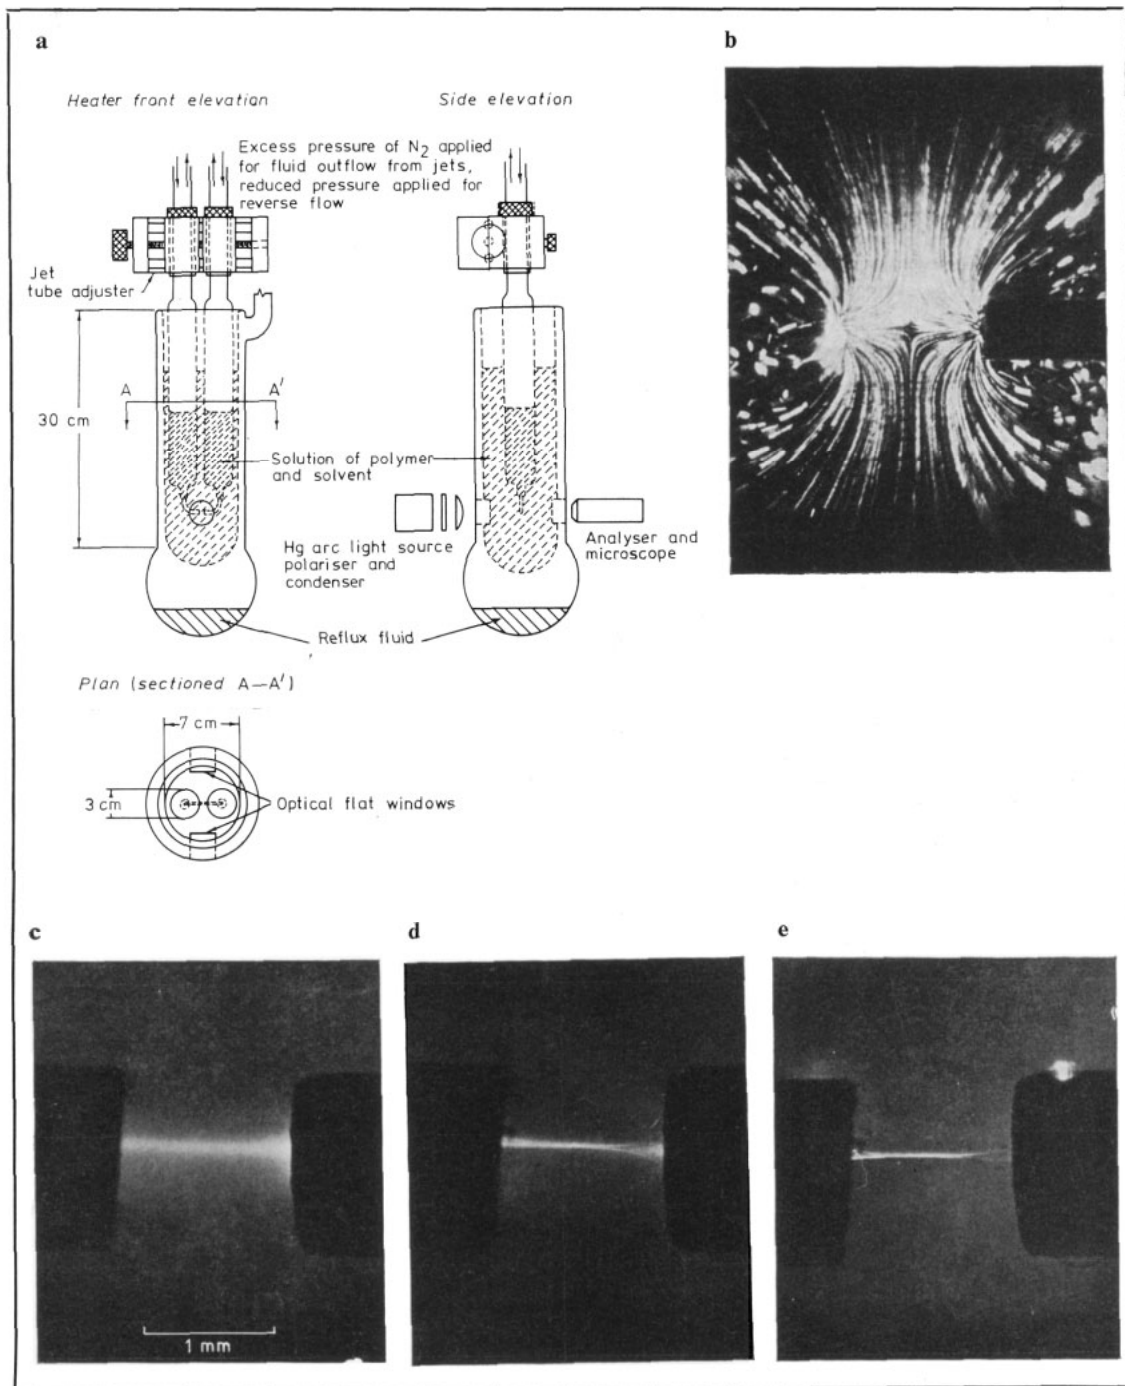 a
b
Heater front elevation
Side elevation
Excess pressure of N2 applied
for fluid outflow from jets,
reduced pressure applied for
reverse flow
Jet
tube adjuster
A
A'
30 cm
Solution of polymer
and solvent
Hg arc light source
polariser and
condenser
Analyser and
microscope
Reflux fluid
Plan (sectioned A—A')
7 cm
3 cm
Optical flat windows
c
d
e
1 mm